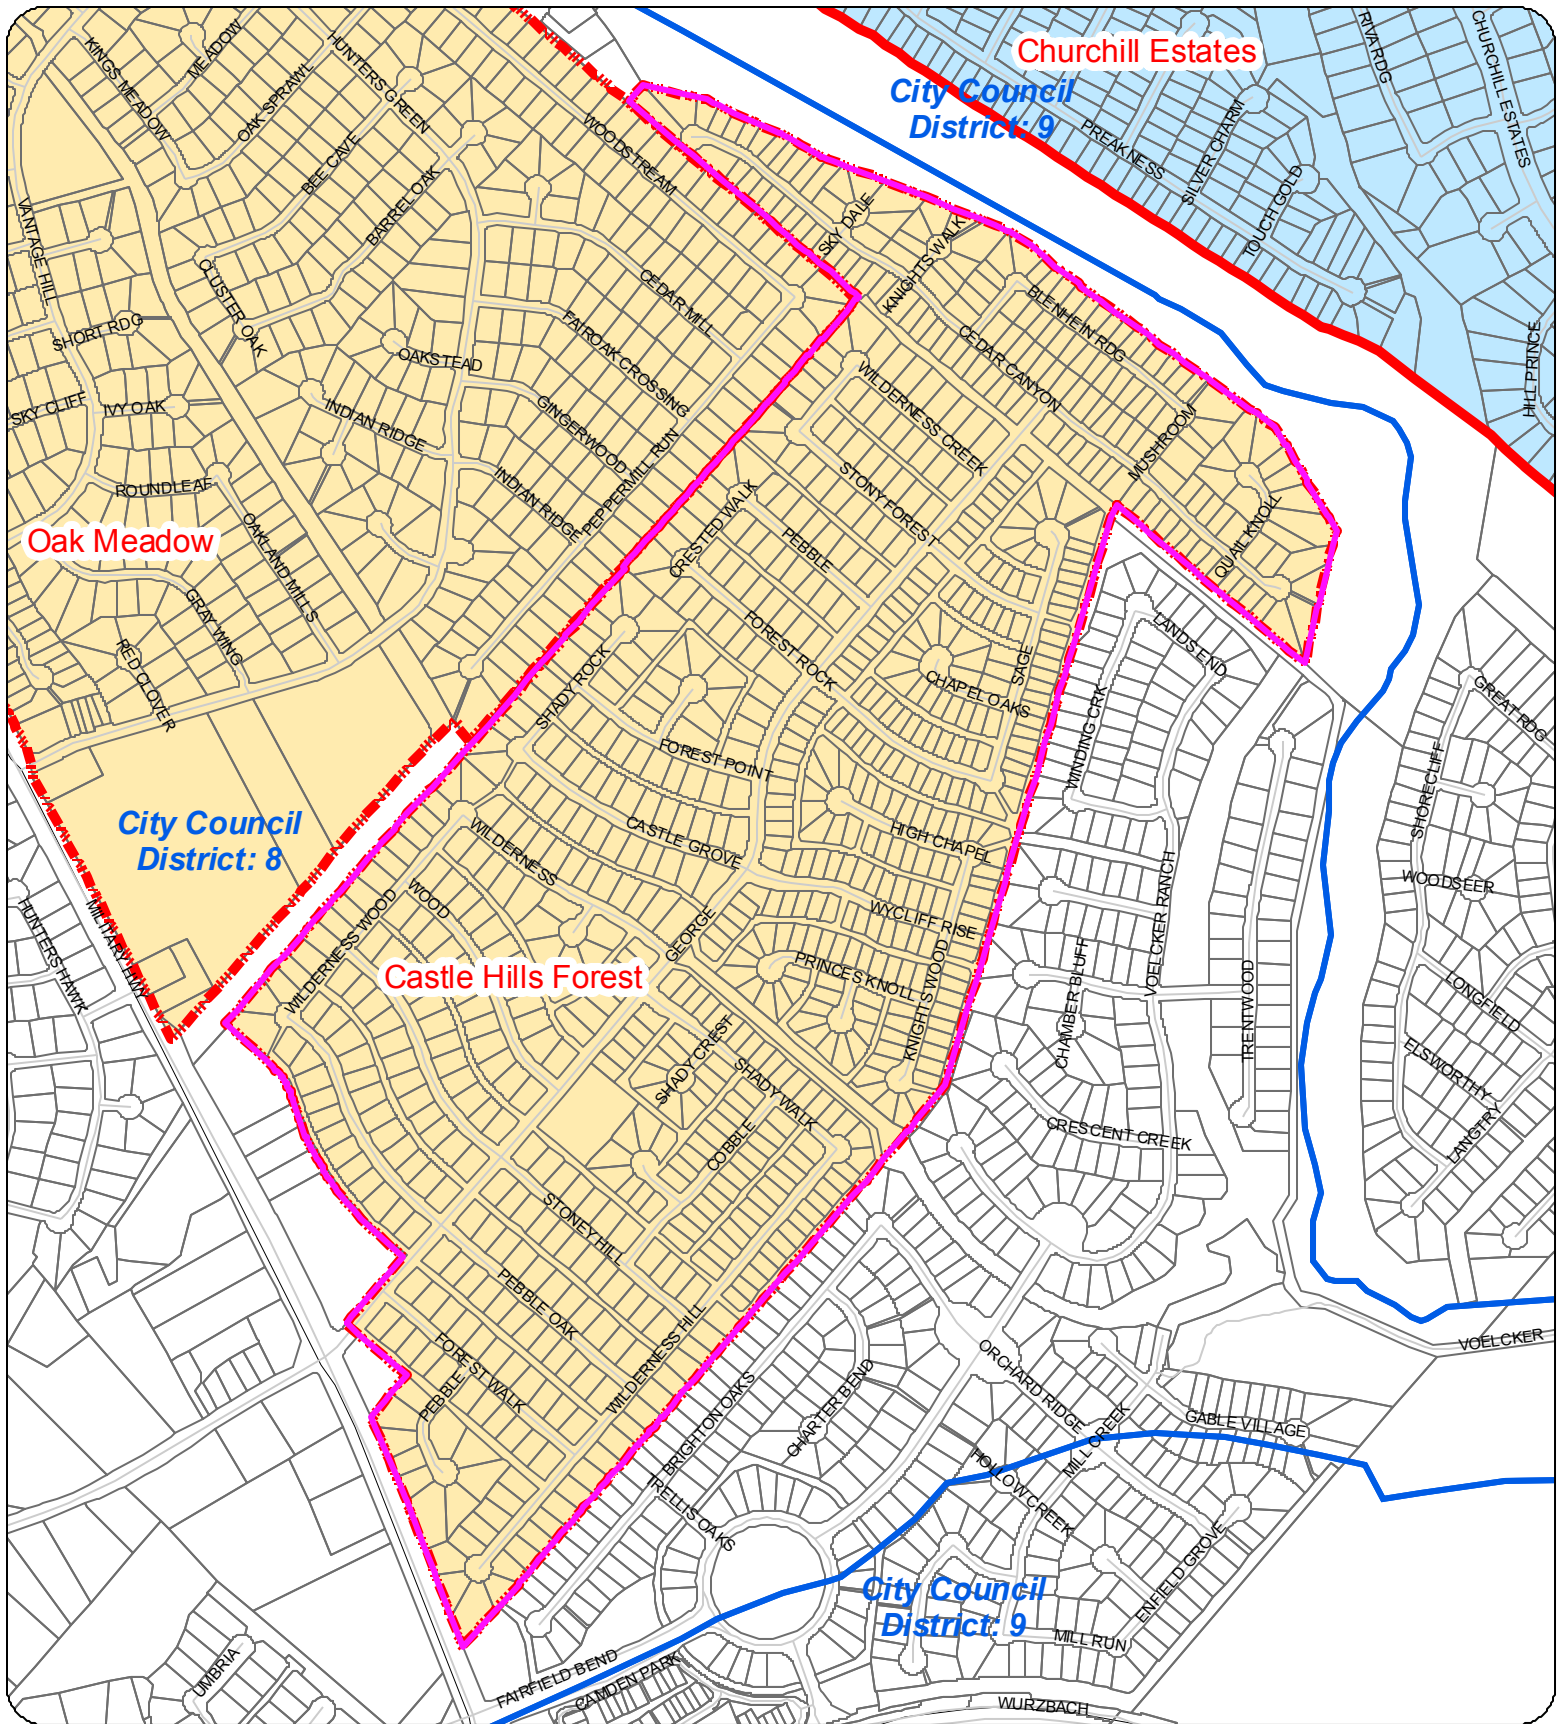 Churchill Estates
City Council
District: 9
Oak Meadow
City Council
District: 8
Castle Hills Forest
City Council
District: 9
KINGS MEADOW
MEADOW
OAK SPRAWL
HUNTERS GREEN
BEE CAVE
BARREL OAK
WOODSTREAM
VANTAGE HILL
CLUSTER OAK
SHORT RDG
CEDAR MILL
FAIROAK CROSSING
OAKSTEAD
SKY CLIFF
IVY OAK
INDIAN RIDGE
GINGERWOOD
INDIAN RIDGE
PEPPERMILL RUN
ROUNDLEAF
OAKLAND MILLS
GRAY WING
RED CLOVER
RIVA RDG
CHURCHILL ESTATES
PREAKNESS
SILVER CHARM
TOUCH GOLD
HILL PRINCE
SKY DALE
KNIGHTS WALK
BLENHEIN RDG
CEDAR CANYON
WILDERNESS CREEK
MUSHROOM
QUAIL KNOLL
STONY FOREST
CRESTED WALK
PEBBLE
FOREST ROCK
SAGE
CHAPEL OAKS
SHADY ROCK
FOREST POINT
LANDS END
WINDING CRK
GREAT RDG
SHORECLIFF
HIGH CHAPEL
CASTLE GROVE
WILDERNESS
WOOD
WILDERNESS WOOD
GEORGE
WYCLIFF RISE
PRINCES KNOLL
KNIGHTS WOOD
VOELCKER RANCH
CHAMBER BLUFF
TRENTWOOD
WOODSEER
LONGFIELD
ELSWORTHY
LANGTRY
HUNTERS HAWK
MILITARY HWY
SHADY CREST
SHADY WALK
COBBLE
CRESCENT CREEK
STONEY HILL
PEBBLE OAK
FOREST WALK
PEBBLE
WILDERNESS HILL
VOELCKER
ORCHARD RIDGE
CHARTER BEND
BRIGHTON OAKS
TRELLIS OAKS
GABLE VILLAGE
MILL CREEK
HOLLOW CREEK
ENFIELD GROVE
MILL RUN
FAIRFIELD BEND
CAMDEN PARK
UMBRIA
WURZBACH